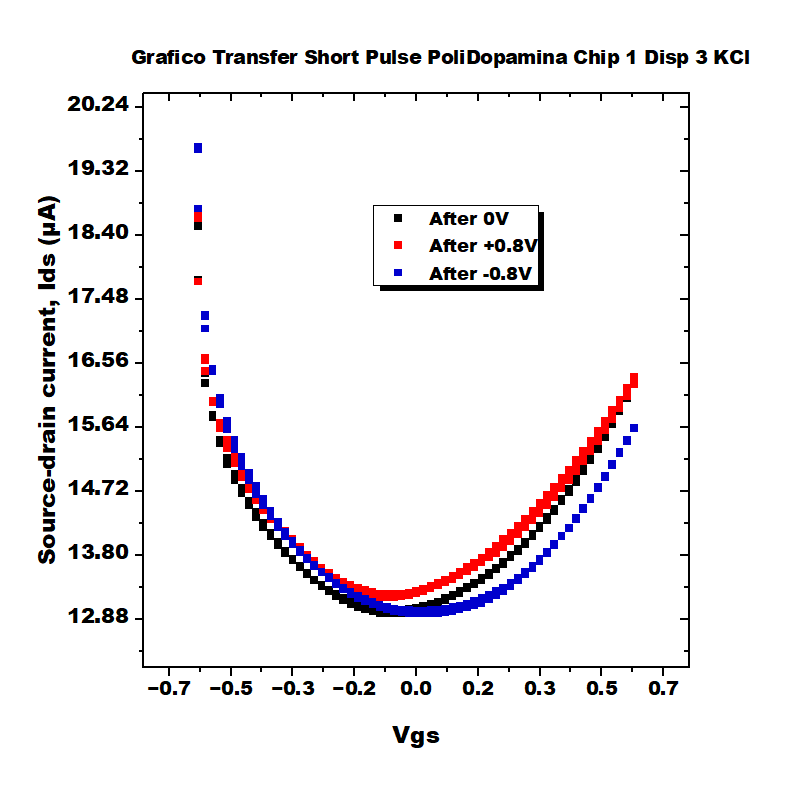 Grafico Transfer Short Pulse PoliDopamina Chip 1 Disp 3 KCl
20.24
19.32
18.40
17.48
16.56
15.64
14.72
13.80
12.88
Source-drain current, Ids (μA)
After 0V
After +0.8V
After -0.8V
−0.7 −0.5 −0.3 −0.2 0.0 0.2 0.3 0.5 0.7
Vgs